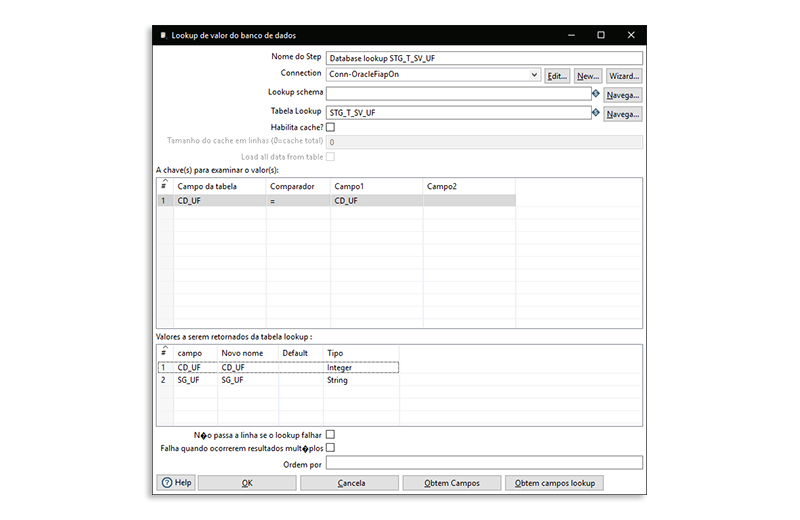 Lookup de valor do banco de dados
Nome do Step Database lookup STG_T_SV_UF
Connection Conn-OracleFiapOn Edit... New... Wizard...
Lookup schema Navega...
Tabela Lookup STG_T_SV_UF Navega...
Habilita cache?
Tamanho do cache em linhas (0=cache total) 0
Load all data from table
A chave(s) para examinar o valor(s):
# Campo da tabela Comparador Campo1 Campo2
1 CD_UF = CD_UF
Valores a serem retornados da tabela lookup :
# campo Novo nome Default Tipo
1 CD_UF CD_UF Integer
2 SG_UF SG_UF String
N�o passa a linha se o lookup falhar
Falha quando ocorrerem resultados mult�plos
Ordem por
Help OK Cancela Obtem Campos Obtem campos lookup